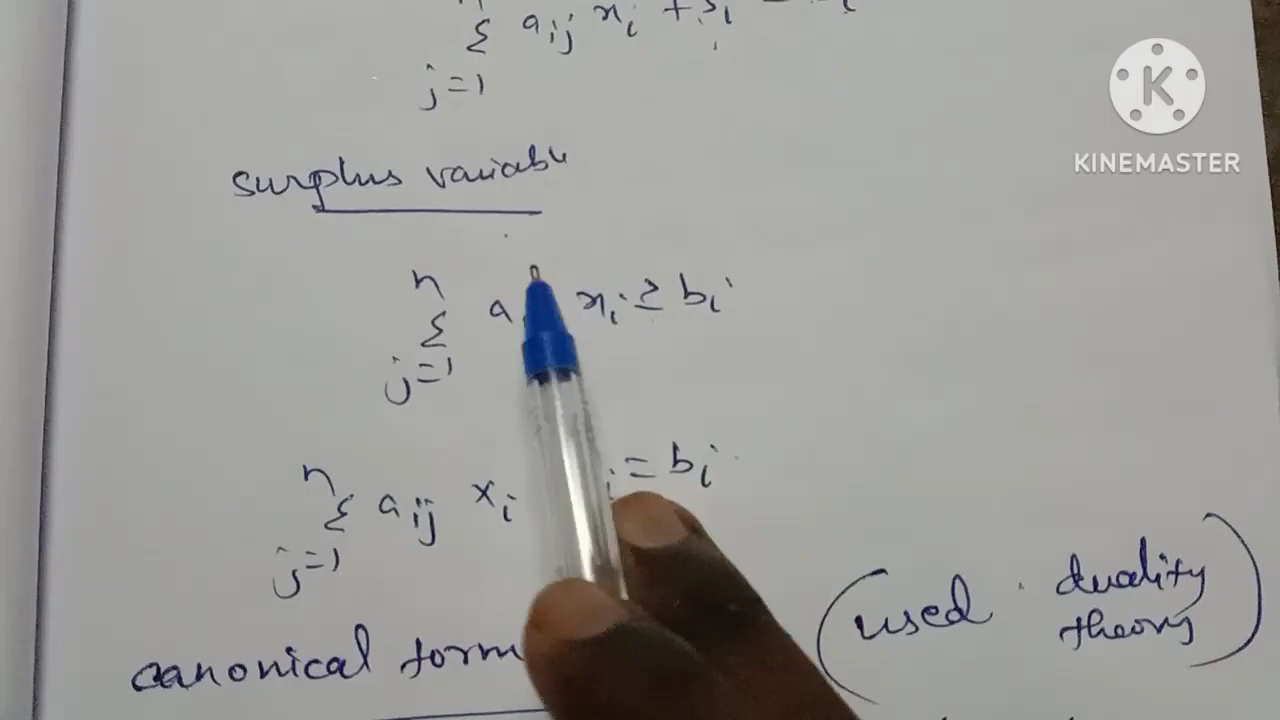 Σ aij xi + si
j=1
KINEMASTER
surplus variable
n
Σ a xi ≥ bi
j=1
n
Σ aij xi = bi
j=1
(used duality theory)
canonical form